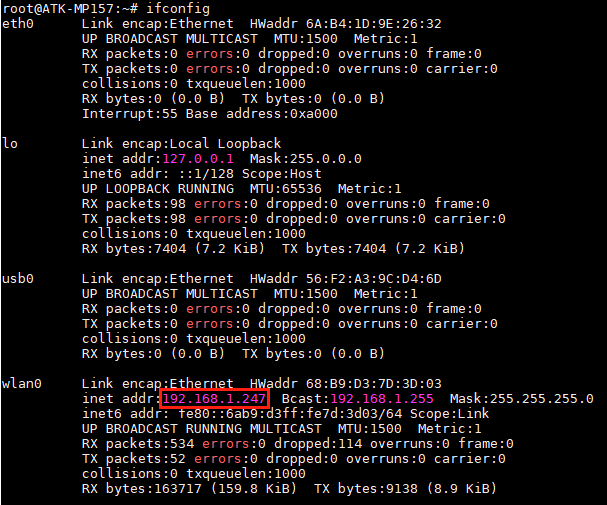 root@ATK-MP157:~# ifconfig
eth0      Link encap:Ethernet  HWaddr 6A:B4:1D:9E:26:32
          UP BROADCAST MULTICAST  MTU:1500  Metric:1
          RX packets:0 errors:0 dropped:0 overruns:0 frame:0
          TX packets:0 errors:0 dropped:0 overruns:0 carrier:0
          collisions:0 txqueuelen:1000
          RX bytes:0 (0.0 B)  TX bytes:0 (0.0 B)
          Interrupt:55 Base address:0xa000
lo        Link encap:Local Loopback
          inet addr:127.0.0.1  Mask:255.0.0.0
          inet6 addr: ::1/128 Scope:Host
          UP LOOPBACK RUNNING  MTU:65536  Metric:1
          RX packets:98 errors:0 dropped:0 overruns:0 frame:0
          TX packets:98 errors:0 dropped:0 overruns:0 carrier:0
          collisions:0 txqueuelen:1000
          RX bytes:7404 (7.2 KiB)  TX bytes:7404 (7.2 KiB)
usb0      Link encap:Ethernet  HWaddr 56:F2:A3:9C:D4:6D
          UP BROADCAST MULTICAST  MTU:1500  Metric:1
          RX packets:0 errors:0 dropped:0 overruns:0 frame:0
          TX packets:0 errors:0 dropped:0 overruns:0 carrier:0
          collisions:0 txqueuelen:1000
          RX bytes:0 (0.0 B)  TX bytes:0 (0.0 B)
wlan0     Link encap:Ethernet  HWaddr 68:B9:D3:7D:3D:03
          inet addr:192.168.1.247  Bcast:192.168.1.255  Mask:255.255.255.0
          inet6 addr: fe80::6ab9:d3ff:fe7d:3d03/64 Scope:Link
          UP BROADCAST RUNNING MULTICAST  MTU:1500  Metric:1
          RX packets:534 errors:0 dropped:114 overruns:0 frame:0
          TX packets:52 errors:0 dropped:0 overruns:0 carrier:0
          collisions:0 txqueuelen:1000
          RX bytes:163717 (159.8 KiB)  TX bytes:9138 (8.9 KiB)